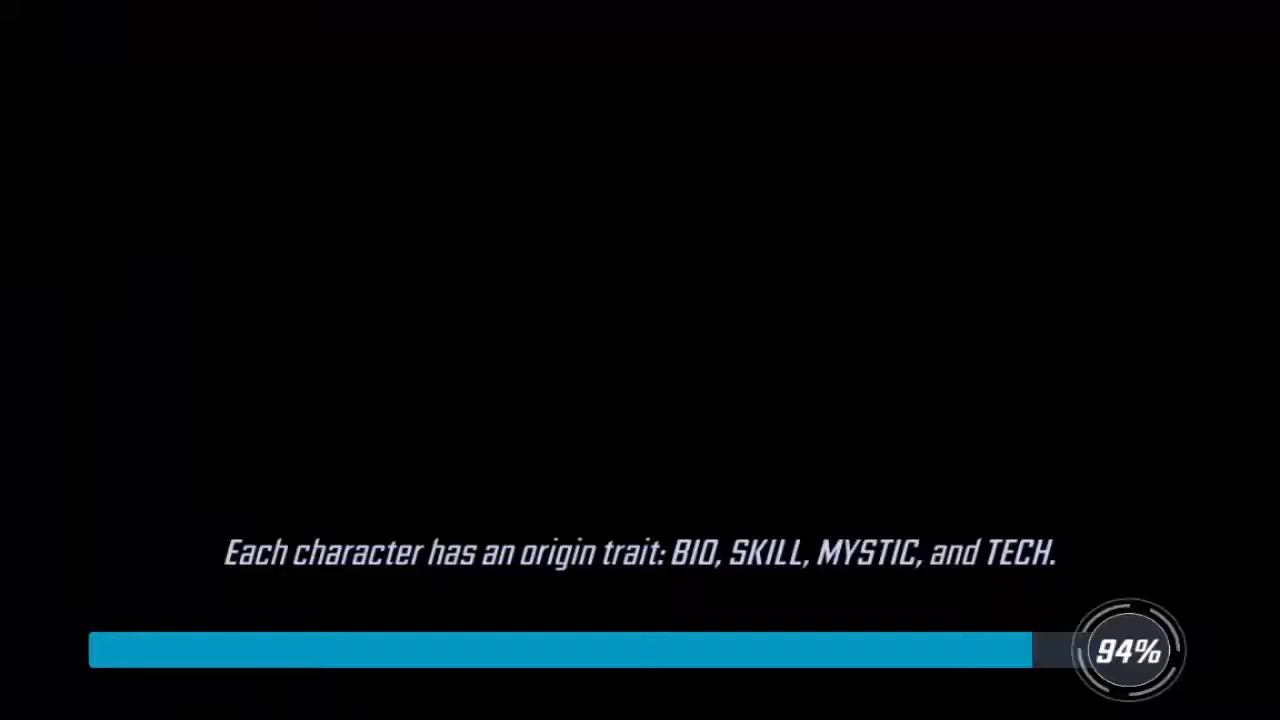 Each character has an origin trait: BIO, SKILL, MYSTIC, and TECH.
94%